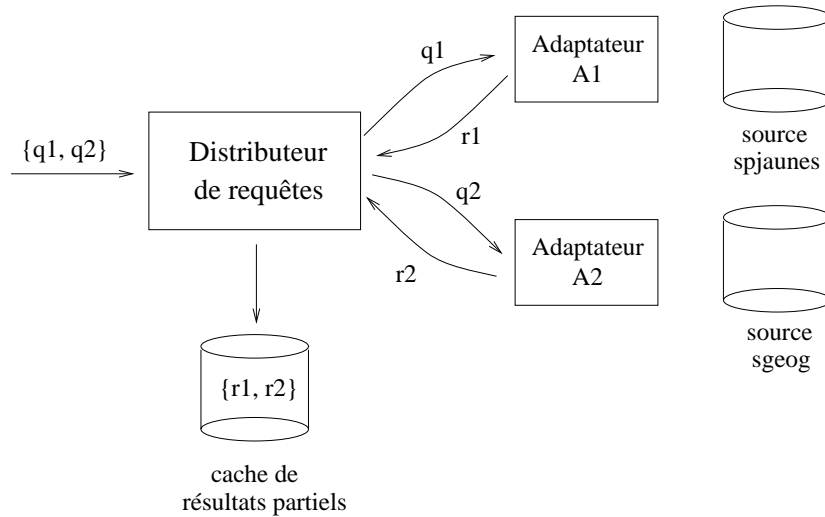 q1
Adaptateur
A1
{q1, q2}
Distributeur
de requêtes
r1
source
spjaunes
q2
r2
Adaptateur
A2
source
sgeog
{r1, r2}
cache de
résultats partiels